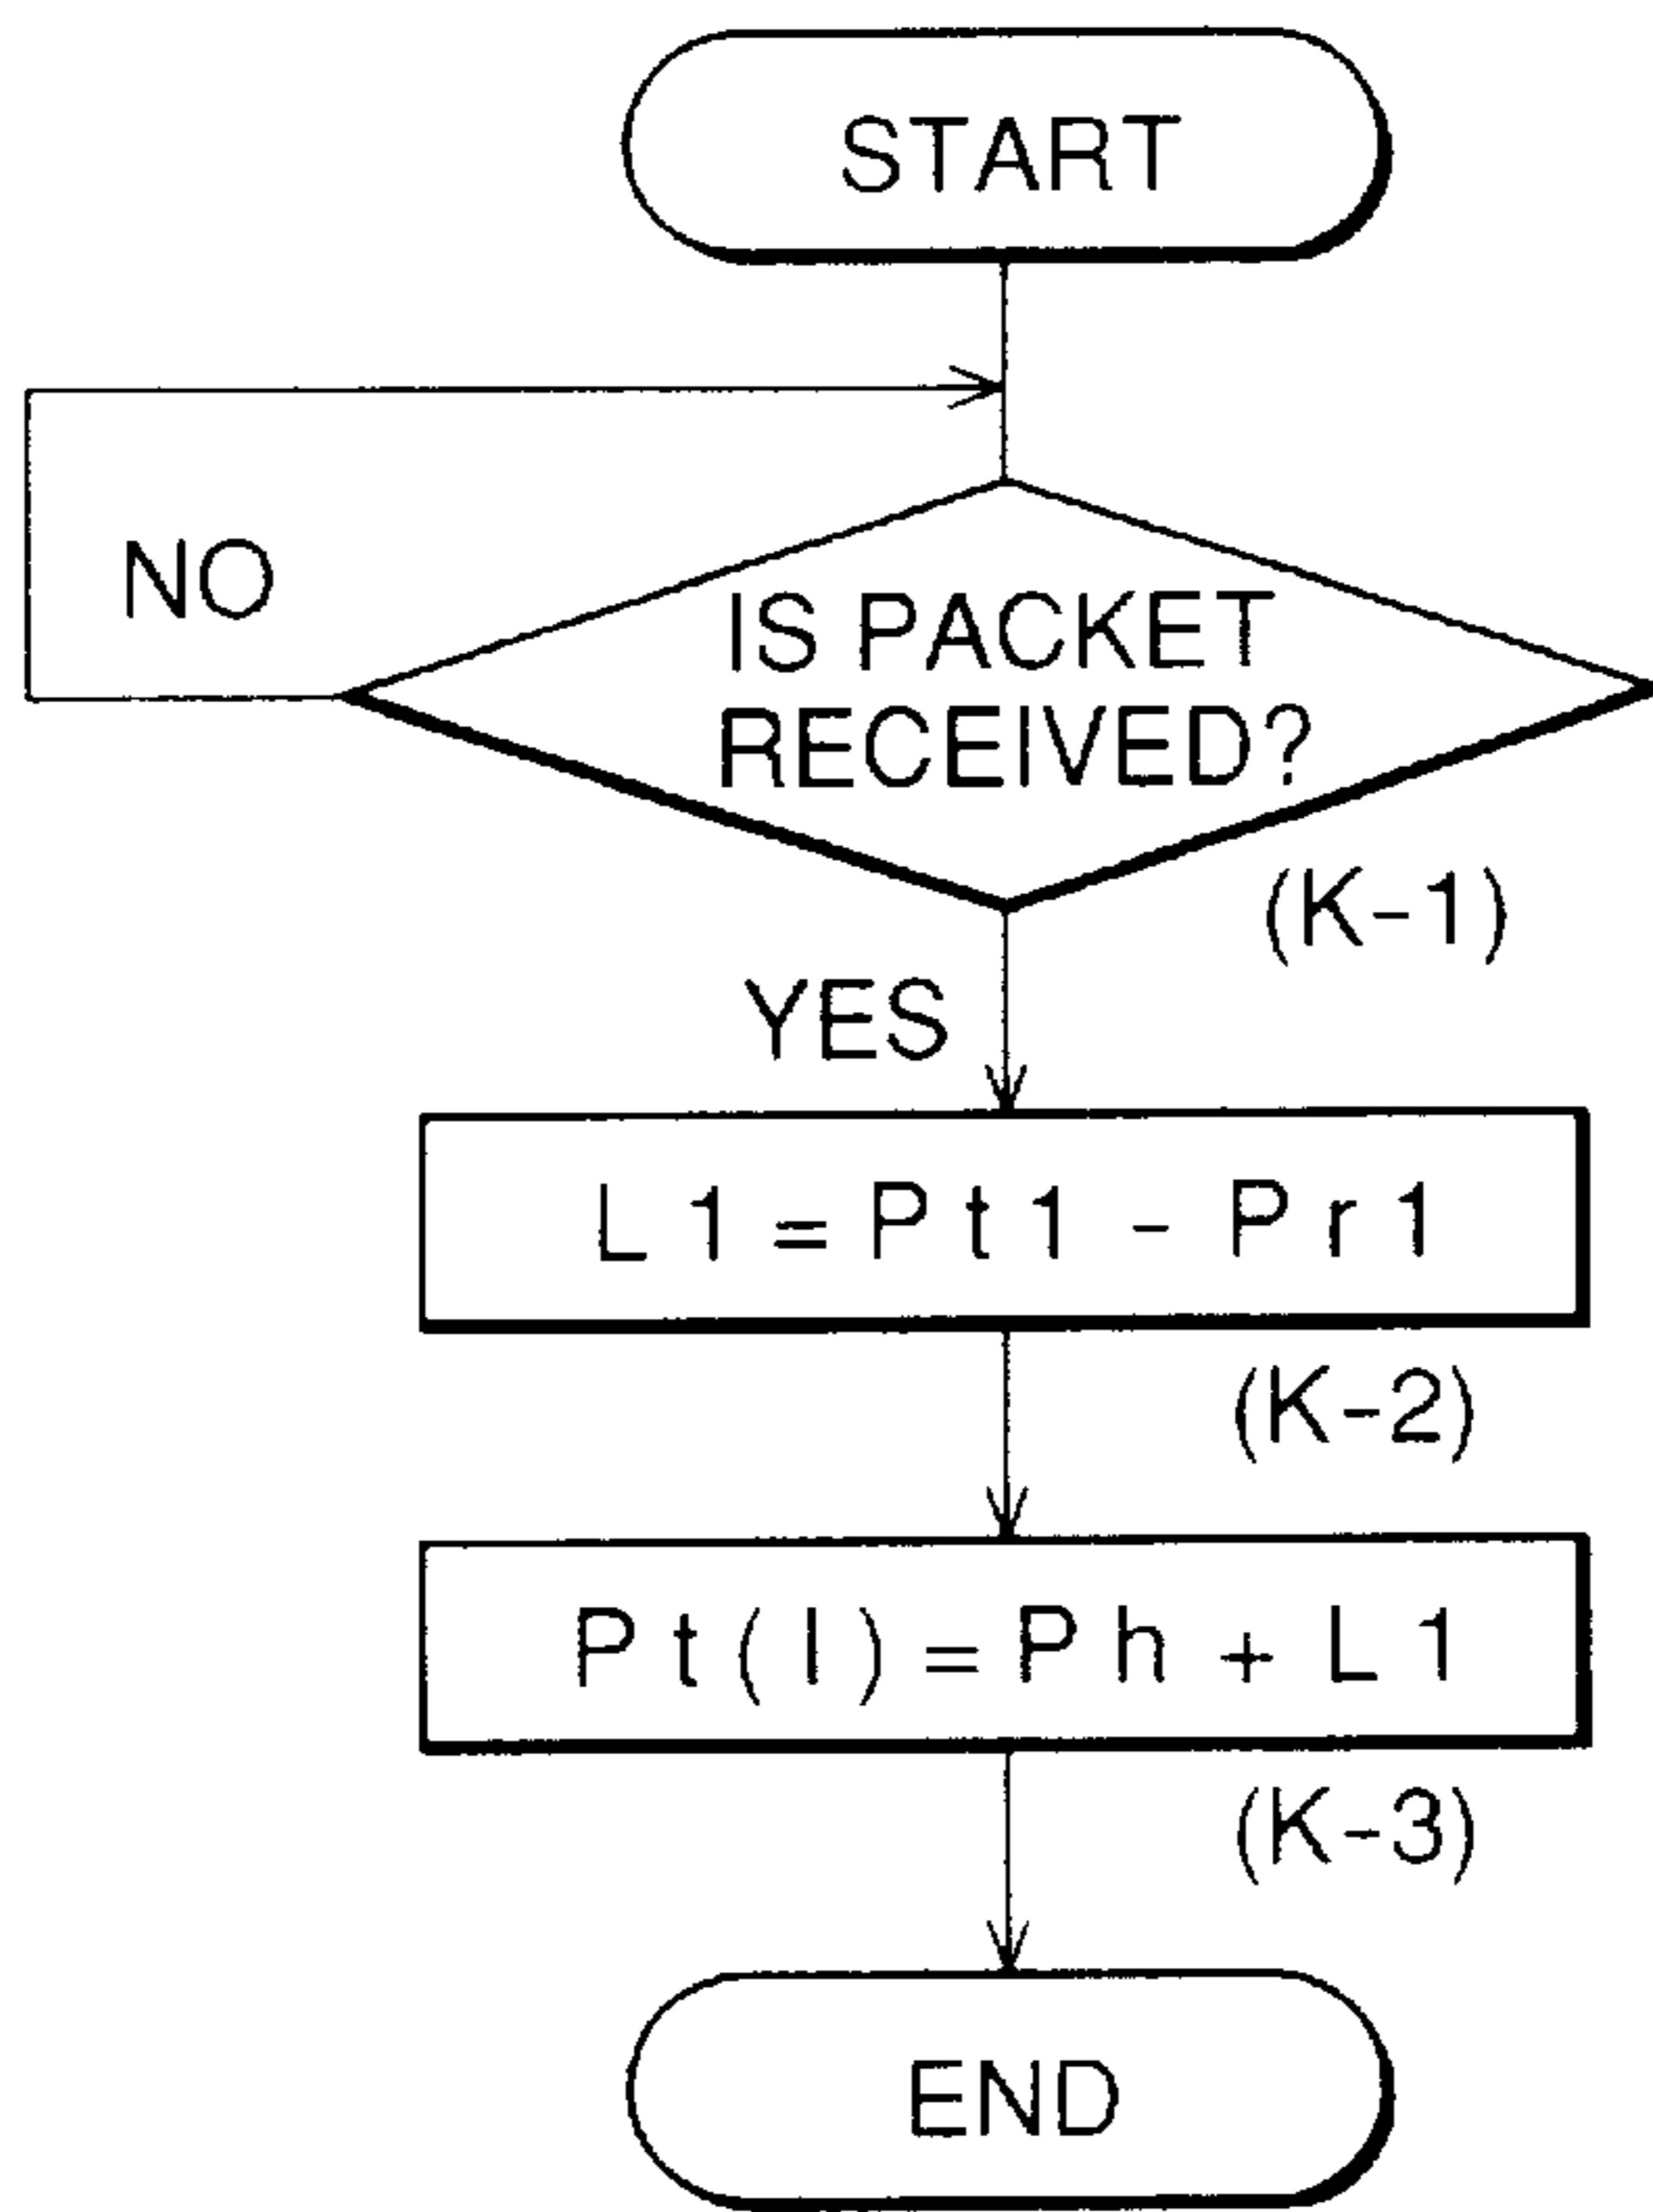 START
NO
IS PACKET
RECEIVED?
(K-1)
YES
L1=Pt1-Pr1
(K-2)
Pt(I)=Ph+L1
(K-3)
END